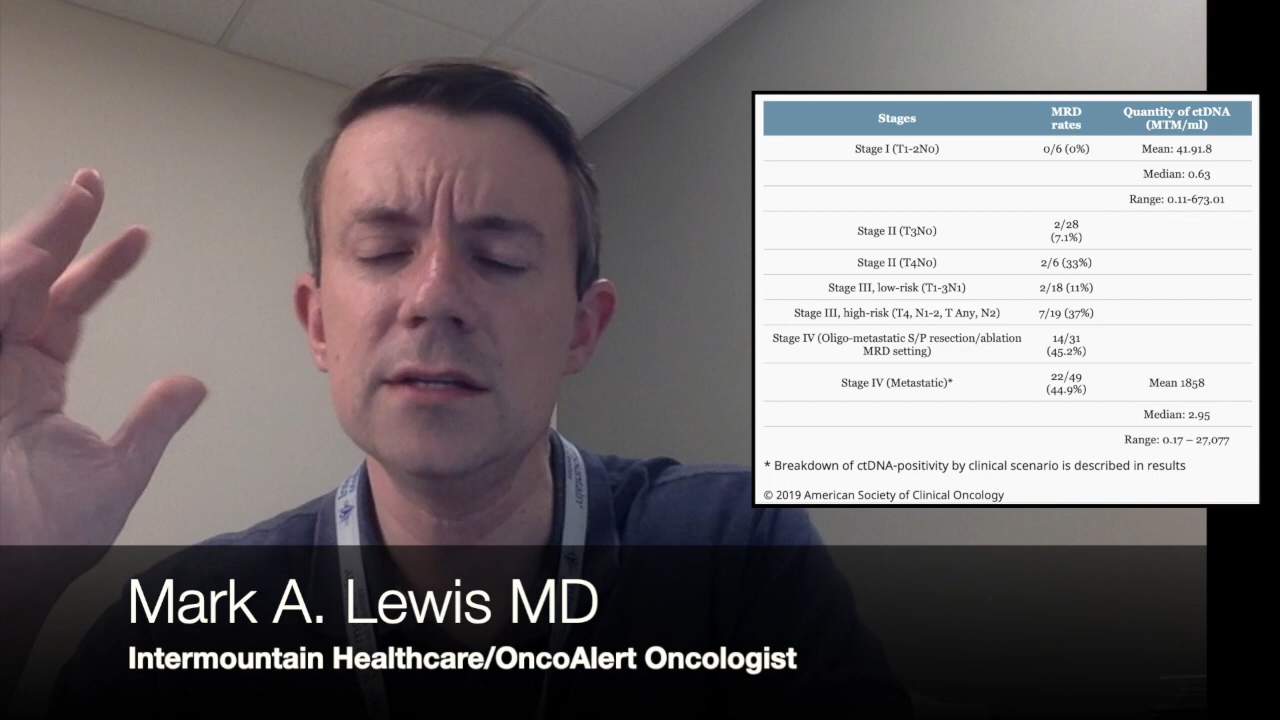 Stages MRD rates Quantity of ctDNA (MTM/ml)
Stage I (T1-2N0) 0/6 (0%) Mean: 41.91.8
Median: 0.63
Range: 0.11-673.01
Stage II (T3N0) 2/28 (7.1%)
Stage II (T4N0) 2/6 (33%)
Stage III, low-risk (T1-3N1) 2/18 (11%)
Stage III, high-risk (T4, N1-2, T Any, N2) 7/19 (37%)
Stage IV (Oligo-metastatic S/P resection/ablation MRD setting) 14/31 (45.2%)
Stage IV (Metastatic)* 22/49 (44.9%) Mean 1858
Median: 2.95
Range: 0.17 – 27,077
* Breakdown of ctDNA-positivity by clinical scenario is described in results
© 2019 American Society of Clinical Oncology
Mark A. Lewis MD
Intermountain Healthcare/OncoAlert Oncologist